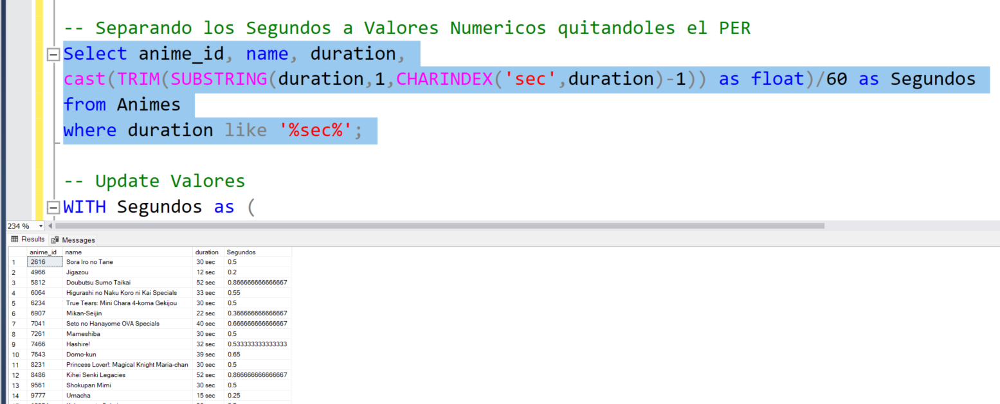 -- Separando los Segundos a Valores Numericos quitandoles el PER
Select anime_id, name, duration,
cast(TRIM(SUBSTRING(duration,1,CHARINDEX('sec',duration)-1)) as float)/60 as Segundos
from Animes
where duration like '%sec%';
-- Update Valores
WITH Segundos as (
234 %
Results Messages
anime_id name duration Segundos
1 2616 Sora Iro no Tane 30 sec 0.5
2 4966 Jigazou 12 sec 0.2
3 5812 Doubutsu Sumo Taikai 52 sec 0.866666666666667
4 6064 Higurashi no Naku Koro ni Kai Specials 33 sec 0.55
5 6234 True Tears: Mini Chara 4-koma Gekijou 30 sec 0.5
6 6907 Mikan-Seijin 22 sec 0.366666666666667
7 7041 Seto no Hanayome OVA Specials 40 sec 0.666666666666667
8 7261 Mameshiba 30 sec 0.5
9 7466 Hashire! 32 sec 0.533333333333333
10 7643 Domo-kun 39 sec 0.65
11 8231 Princess Lover!: Magical Knight Maria-chan 30 sec 0.5
12 8486 Kihei Senki Legacies 52 sec 0.866666666666667
13 9561 Shokupan Mimi 30 sec 0.5
14 9777 Umacha 15 sec 0.25